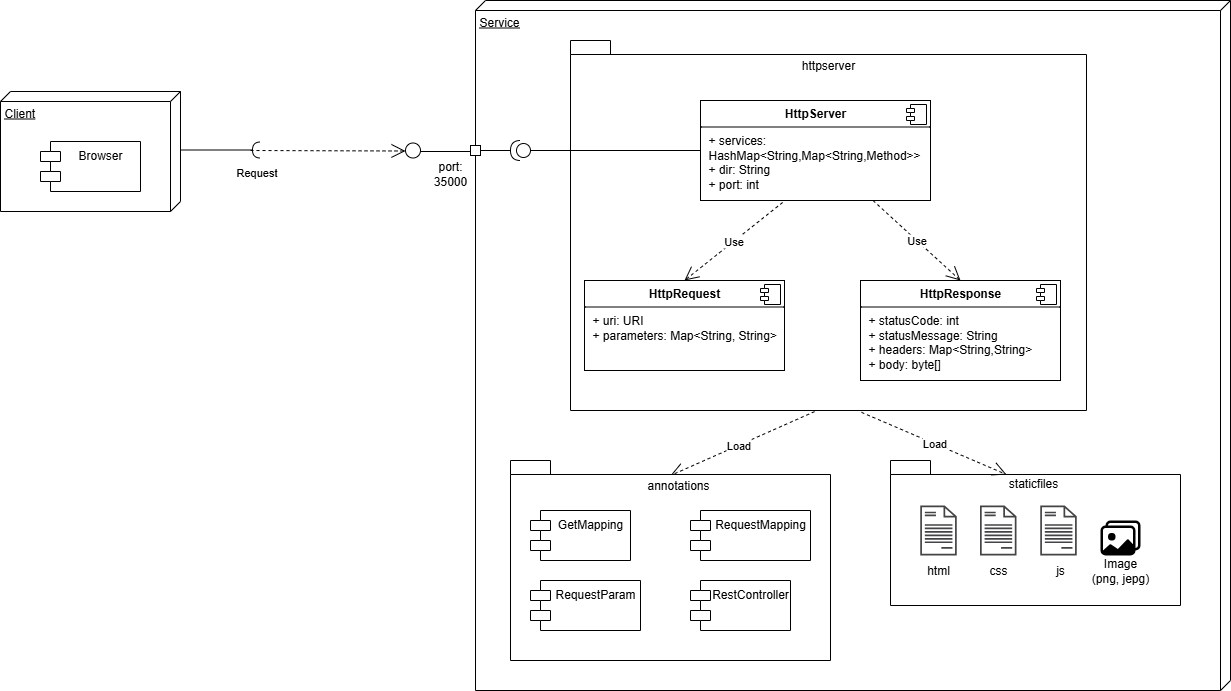 Service
httpserver
Client
HttpServer
Browser
+ services:
HashMap<String,Map<String,Method>>
+ dir: String
+ port: int
Request
port:
35000
Use
Use
HttpRequest
HttpResponse
+ uri: URI
+ parameters: Map<String, String>
+ statusCode: int
+ statusMessage: String
+ headers: Map<String,String>
+ body: byte[]
Load
Load
annotations
staticfiles
GetMapping
RequestMapping
RequestParam
RestController
html
css
js
Image
(png, jepg)